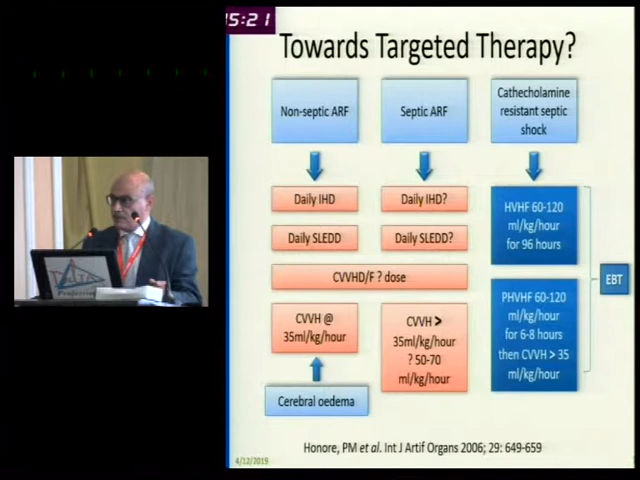 15:21
Towards Targeted Therapy?
Non-septic ARF
Septic ARF
Cathecholamine
resistant septic
shock
Daily IHD
Daily IHD?
HVHF 60-120
ml/kg/hour
for 96 hours
Daily SLEDD
Daily SLEDD?
CVVHD/F ? dose
EBT
CVVH @
35ml/kg/hour
CVVH >
35ml/kg/hour
? 50-70
ml/kg/hour
PHVHF 60-120
ml/kg/hour
for 6-8 hours
then CVVH > 35
ml/kg/hour
Cerebral oedema
Honore, PM et al. Int J Artif Organs 2006; 29: 649-659
4/12/2019